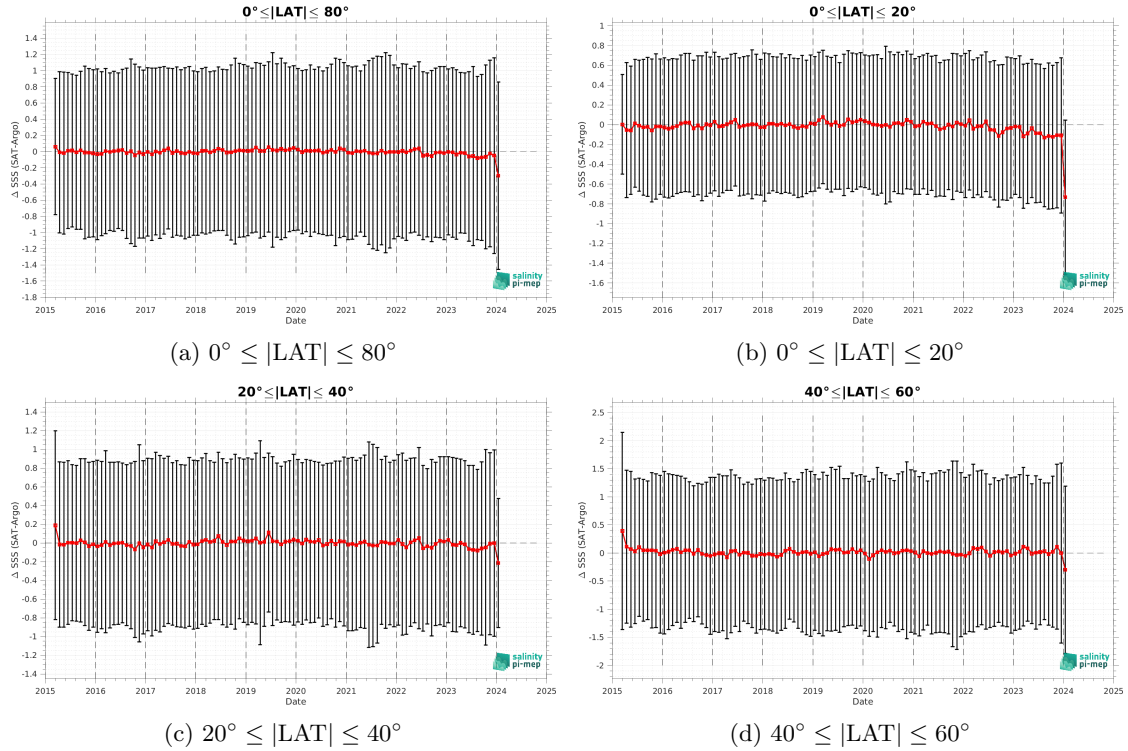 0°≤|LAT|≤ 80°
Δ SSS (SAT-Argo)
1.4
1.2
1
0.8
0.6
0.4
0.2
0
-0.2
-0.4
-0.6
-0.8
-1
-1.2
-1.4
-1.6
-1.8
2015 2016 2017 2018 2019 2020 2021 2022 2023 2024 2025
Date
salinity
pi-mep
(a) 0° ≤ |LAT| ≤ 80°
0°≤|LAT|≤ 20°
Δ SSS (SAT-Argo)
1
0.8
0.6
0.4
0.2
0
-0.2
-0.4
-0.6
-0.8
-1
-1.2
-1.4
-1.6
2015 2016 2017 2018 2019 2020 2021 2022 2023 2024 2025
Date
salinity
pi-mep
(b) 0° ≤ |LAT| ≤ 20°
20°≤|LAT|≤ 40°
Δ SSS (SAT-Argo)
1.4
1.2
1
0.8
0.6
0.4
0.2
0
-0.2
-0.4
-0.6
-0.8
-1
-1.2
-1.4
2015 2016 2017 2018 2019 2020 2021 2022 2023 2024 2025
Date
salinity
pi-mep
(c) 20° ≤ |LAT| ≤ 40°
40°≤|LAT|≤ 60°
Δ SSS (SAT-Argo)
2.5
2
1.5
1
0.5
0
-0.5
-1
-1.5
-2
2015 2016 2017 2018 2019 2020 2021 2022 2023 2024 2025
Date
salinity
pi-mep
(d) 40° ≤ |LAT| ≤ 60°